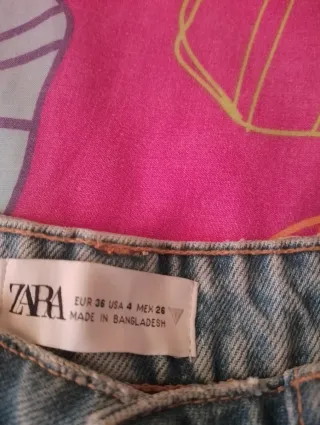 ZARA
EUR 36 USA 4 MEX 26
MADE IN BANGLADESH